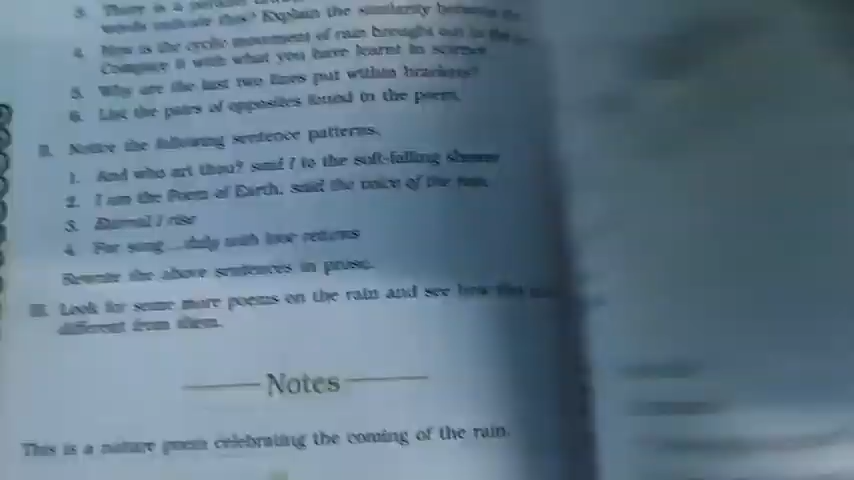 3. There is a
words indicate this? Explain the similarity between the
4. How is the cyclic movement of rain brought out in the
Compare it with what you have learnt in science.
5. Why are the last two lines put within brackets?
6. List the pairs of opposites found in the poem.
II. Notice the following sentence patterns.
1. And who art thou? said I to the soft-falling shower
2. I am the Poem of Earth, said the voice of the rain.
3. Eternal I rise
4. For song... duly with love returns
Rewrite the above sentences in prose.
III. Look for some more poems on the rain and see how this
different from them.
Notes
This is a nature poem celebrating the coming of the rain.